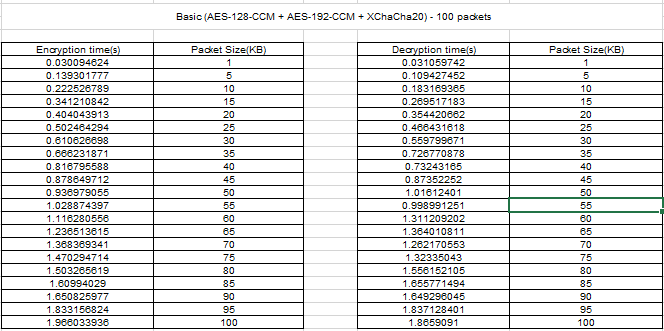 Basic (AES-128-CCM + AES-192-CCM + XChaCha20) - 100 packets
Encryption time(s) Packet Size(KB) Decryption time(s) Packet Size(KB)
0.030094624 1 0.031059742 1
0.139301777 5 0.109427452 5
0.222526789 10 0.183169365 10
0.341210842 15 0.269517183 15
0.404043913 20 0.354420662 20
0.502464294 25 0.466431618 25
0.610626698 30 0.559799671 30
0.666231871 35 0.726770878 35
0.816795588 40 0.73243165 40
0.878649712 45 0.87352252 45
0.936979055 50 1.01612401 50
1.028874397 55 0.998991251 55
1.116280556 60 1.311209202 60
1.236513615 65 1.364010811 65
1.368369341 70 1.262170553 70
1.470294714 75 1.32335043 75
1.503265619 80 1.556152105 80
1.60994029 85 1.655771494 85
1.650825977 90 1.649296045 90
1.833156824 95 1.837128401 95
1.966033936 100 1.8659091 100